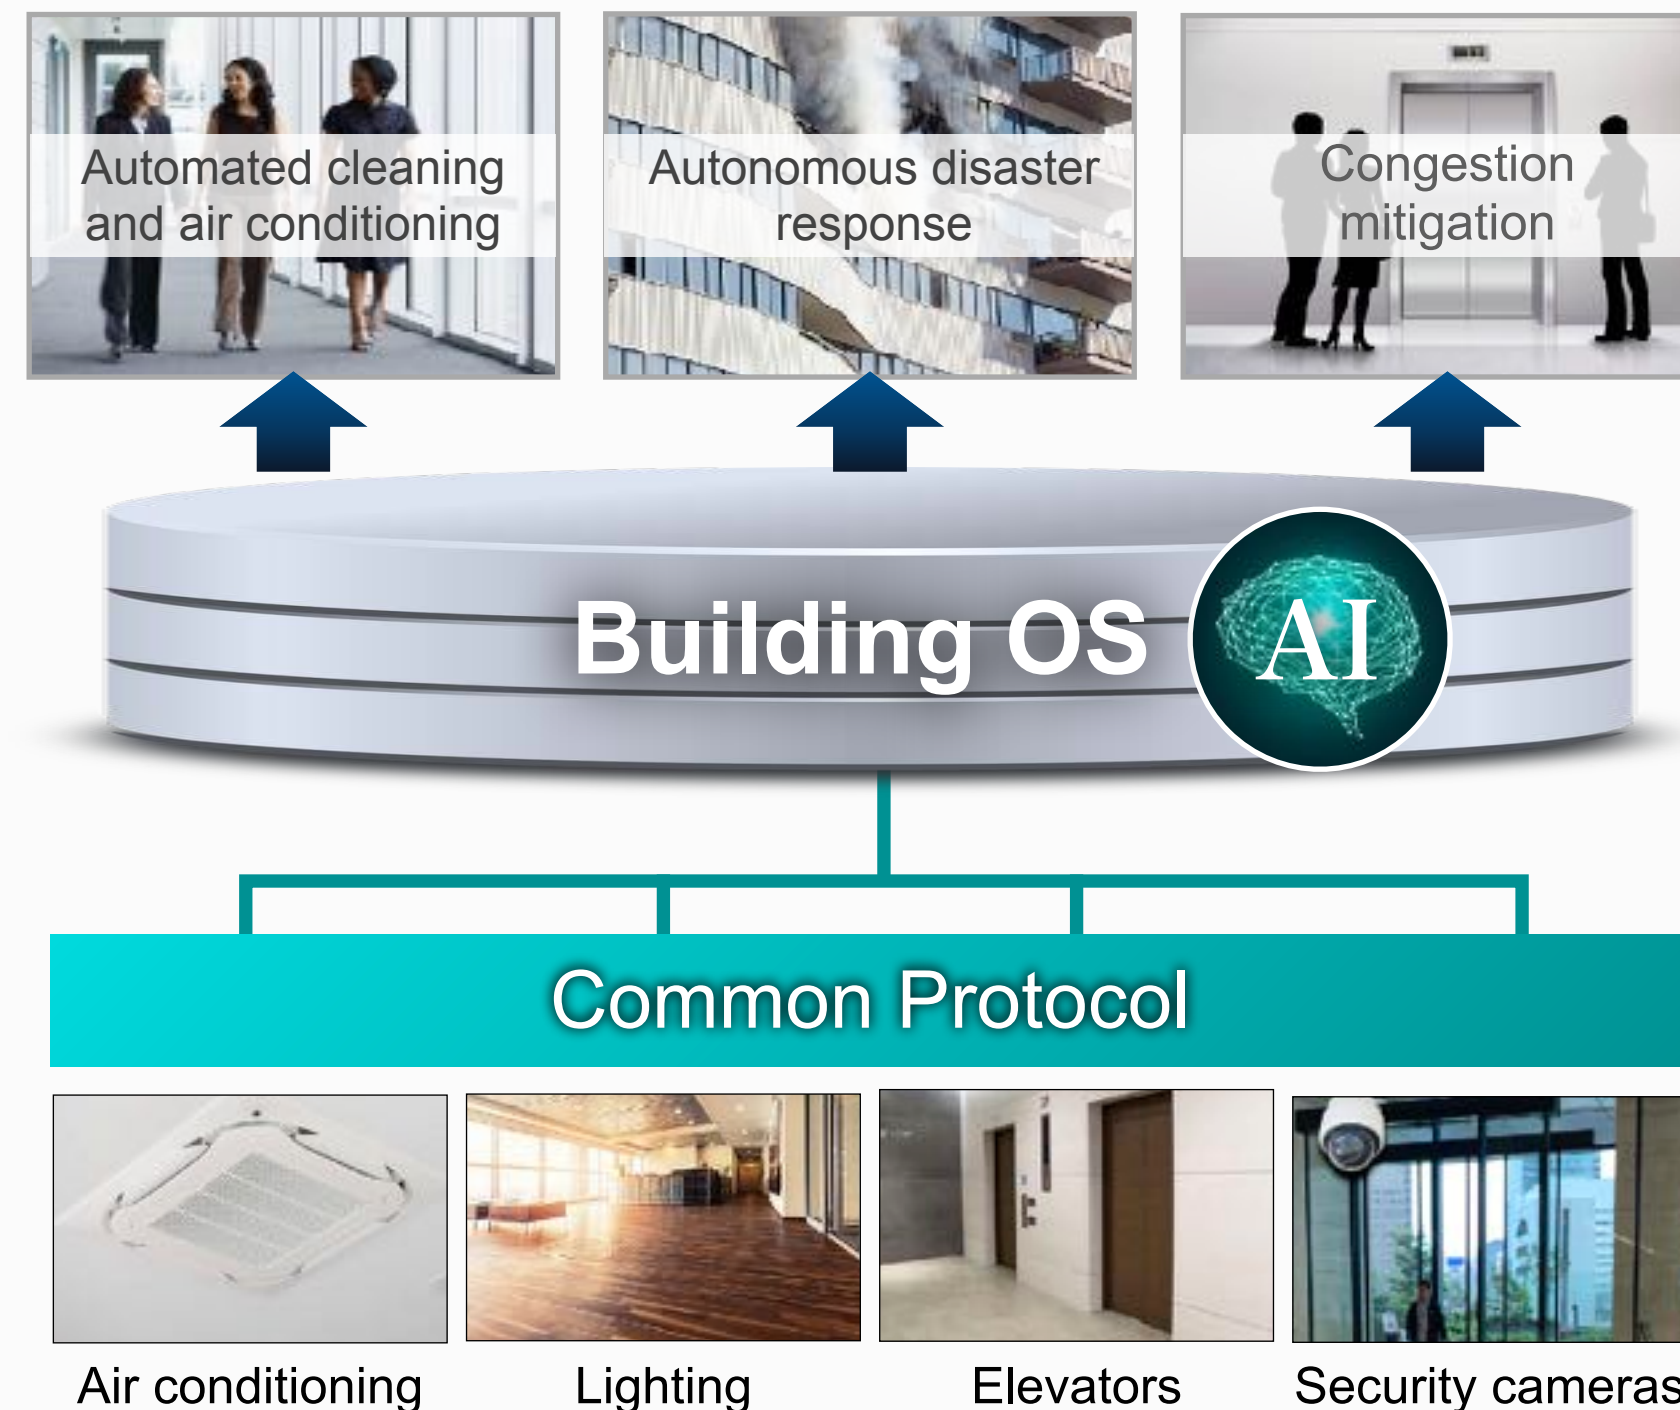 Automated cleaning
and air conditioning
Autonomous disaster
response
Congestion
mitigation
Building OS
AI
Common Protocol
Air conditioning
Lighting
Elevators
Security cameras